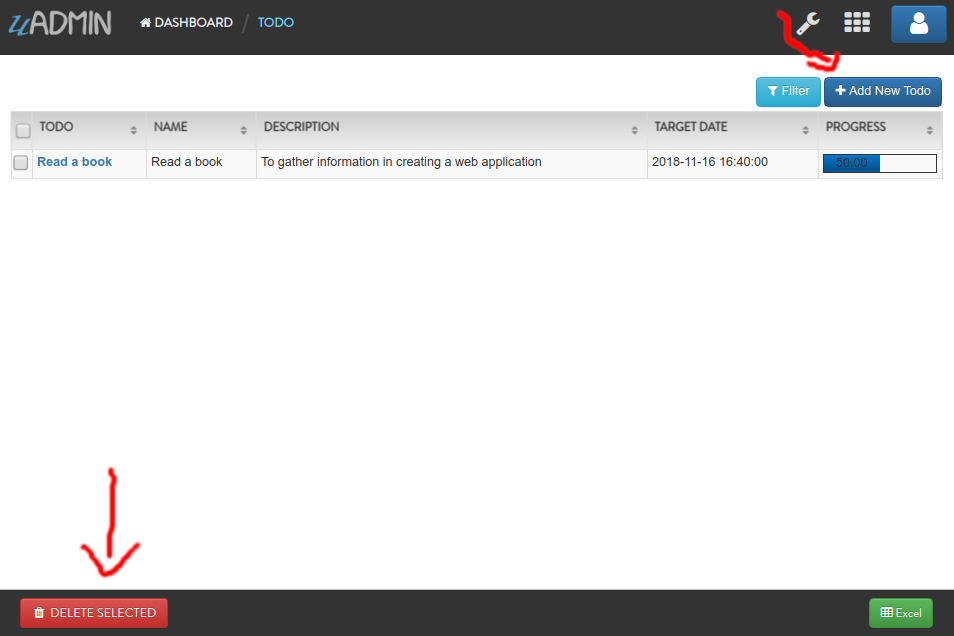 uADMIN DASHBOARD / TODO
Filter + Add New Todo
TODO NAME DESCRIPTION TARGET DATE PROGRESS
Read a book Read a book To gather information in creating a web application 2018-11-16 16:40:00 50.00
DELETE SELECTED Excel